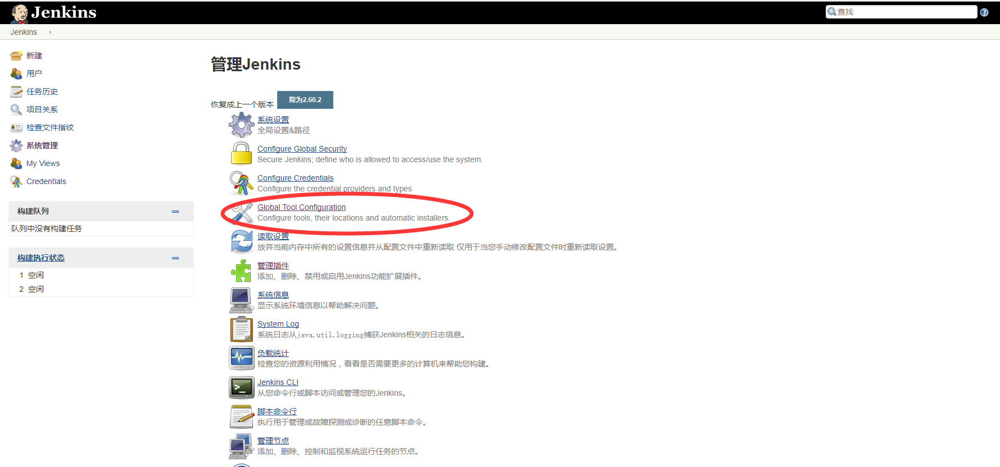 Jenkins
查找
Jenkins
新建
用户
任务历史
项目关系
检查文件指纹
系统管理
My Views
Credentials
构建队列
队列中没有构建任务
构建执行状态
1 空闲
2 空闲
管理Jenkins
恢复成上一个版本 降为2.60.2
系统设置
全局设置&路径
Configure Global Security
Secure Jenkins; define who is allowed to access/use the system.
Configure Credentials
Configure the credential providers and types
Global Tool Configuration
Configure tools, their locations and automatic installers.
读取设置
放弃当前内存中所有的设置信息并从配置文件中重新读取 仅用于当您手动修改配置文件时重新读取设置。
管理插件
添加、删除、禁用或启用Jenkins功能扩展插件。
系统信息
显示系统环境信息以帮助解决问题。
System Log
系统日志从java.util.logging捕获Jenkins相关的日志信息。
负载统计
检查您的资源利用情况，看看是否需要更多的计算机来帮助您构建。
Jenkins CLI
从您命令行或脚本访问或管理您的Jenkins。
脚本命令行
执行用于管理或故障探测或诊断的任意脚本命令。
管理节点
添加、删除、控制和监视系统运行任务的节点。